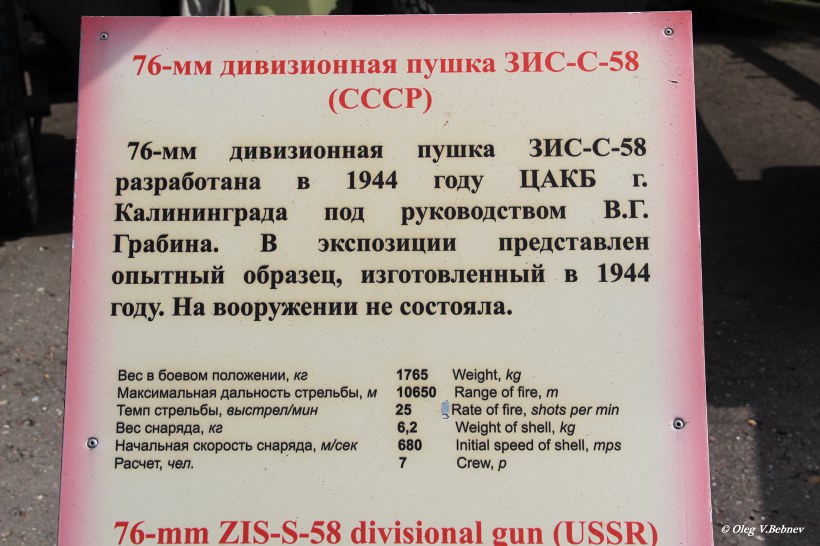 76-мм дивизионная пушка ЗИС-С-58
(СССР)
76-мм дивизионная пушка ЗИС-С-58
разработана в 1944 году ЦАКБ г.
Калининграда под руководством В.Г.
Грабина. В экспозиции представлен
опытный образец, изготовленный в 1944
году. На вооружении не состояла.
Вес в боевом положении, кг 1765 Weight, kg
Максимальная дальность стрельбы, м 10650 Range of fire, m
Темп стрельбы, выстрел/мин 25 Rate of fire, shots per min
Вес снаряда, кг 6,2 Weight of shell, kg
Начальная скорость снаряда, м/сек 680 Initial speed of shell, mps
Расчет, чел. 7 Crew, p
76-mm ZIS-S-58 divisional gun (USSR)
© Oleg V.Bebnev